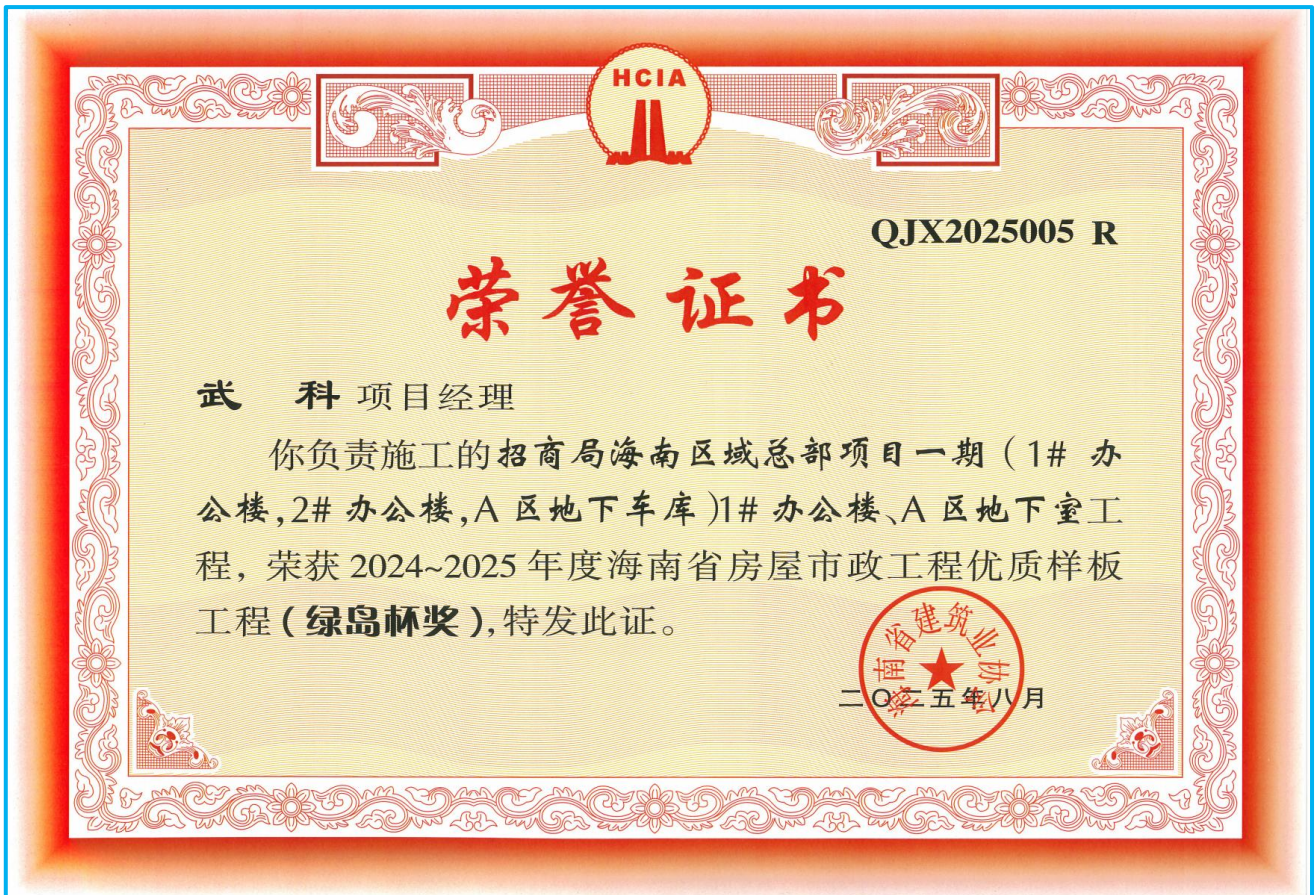 HCIA
QJX2025005 R
荣誉证书
武 科 项目经理
你负责施工的招商局海南区域总部项目一期（1# 办
公楼,2# 办公楼,A 区地下车库)1# 办公楼、A 区地下室工
程，荣获 2024~2025 年度海南省房屋市政工程优质样板
工程(绿岛杯奖),特发此证。
海南省建筑业协会
二〇二五年八月